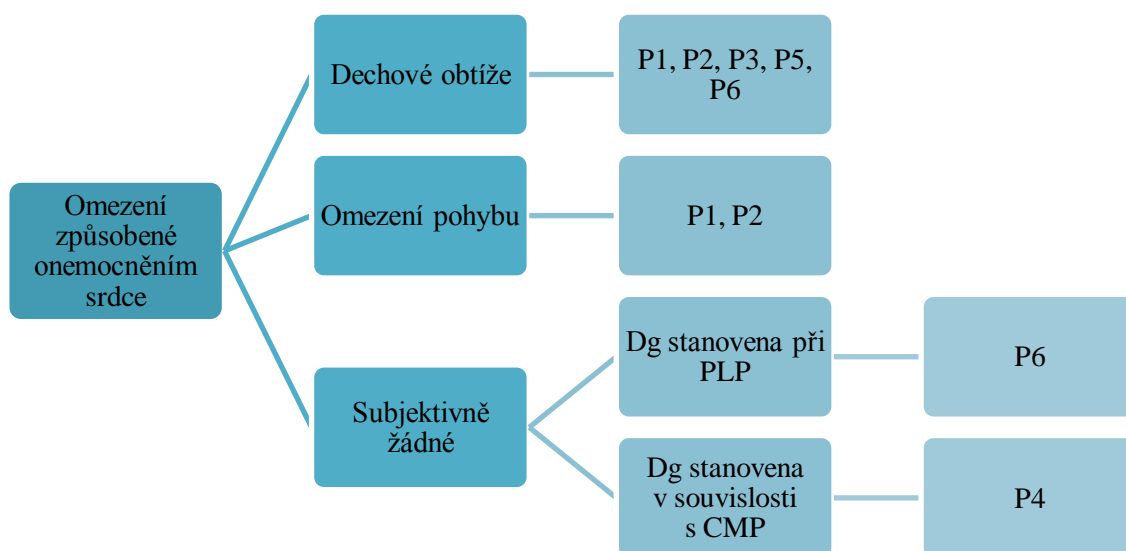 Omezení
způsobené
onemocněním
srdce
Dechové obtíže
P1, P2, P3, P5,
P6
Omezení pohybu
P1, P2
Subjektivně
žádné
Dg stanovena při
PLP
P6
Dg stanovena
v souvislosti
s CMP
P4